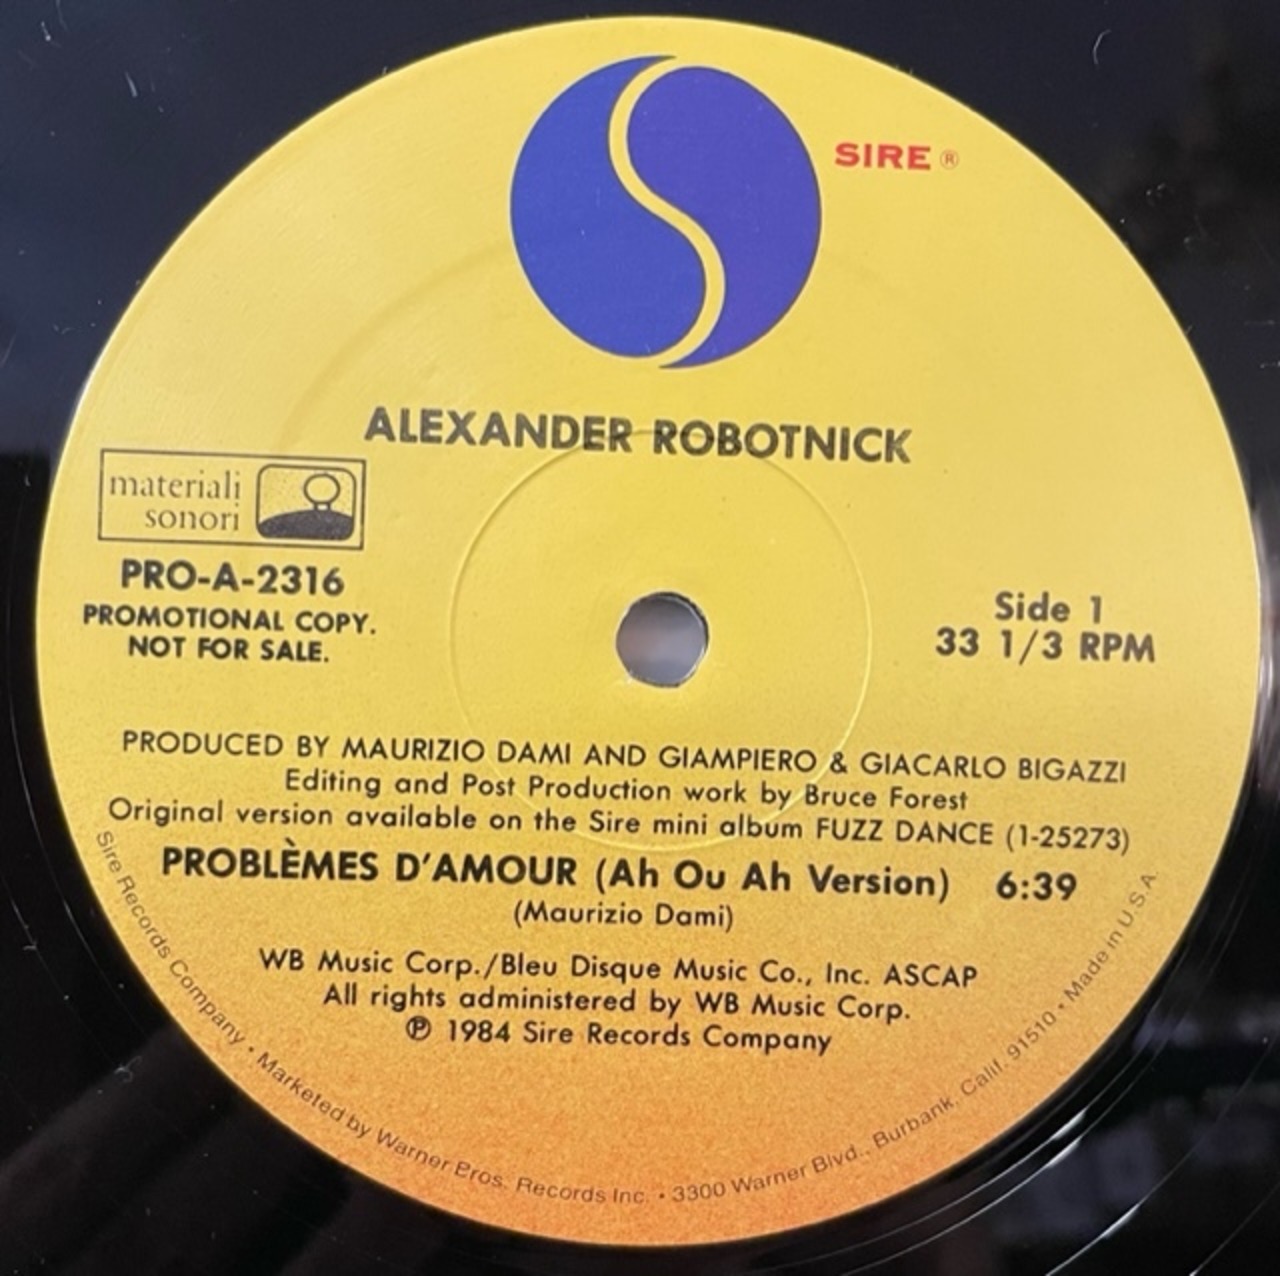 SIRE ®
ALEXANDER ROBOTNICK
materiali
sonori
PRO-A-2316
PROMOTIONAL COPY.
NOT FOR SALE.
Side 1
33 1/3 RPM
PRODUCED BY MAURIZIO DAMI AND GIAMPIERO & GIACARLO BIGAZZI
Editing and Post Production work by Bruce Forest
Original version available on the Sire mini album FUZZ DANCE (1-25273)
PROBLÈMES D'AMOUR (Ah Ou Ah Version) 6:39
(Maurizio Dami)
WB Music Corp./Bleu Disque Music Co., Inc. ASCAP
All rights administered by WB Music Corp.
℗ 1984 Sire Records Company
Sire Records Company • Marketed by Warner Bros. Records Inc. • 3300 Warner Blvd., Burbank, Calif. 91510 • Made in U.S.A.